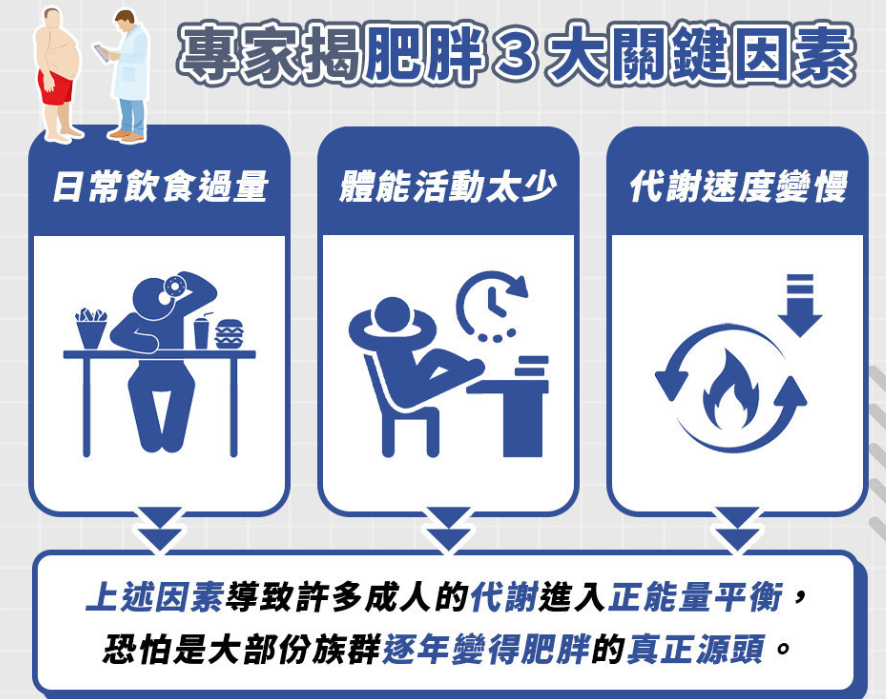 專家揭肥胖3大關鍵因素
日常飲食過量
體能活動太少
代謝速度變慢
上述因素導致許多成人的代謝進入正能量平衡，
恐怕是大部份族群逐年變得肥胖的真正源頭。